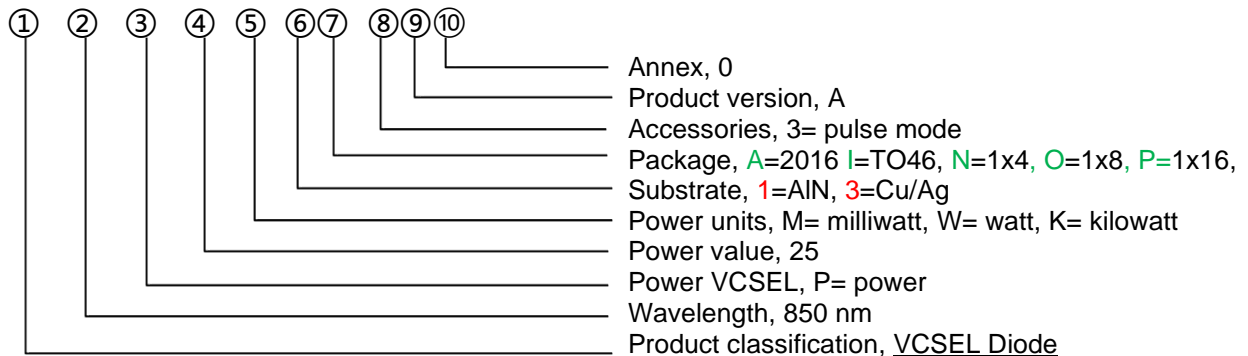 ① ② ③ ④ ⑤ ⑥⑦ ⑧⑨⑩
Annex, 0
Product version, A
Accessories, 3= pulse mode
Package, A=2016 I=TO46, N=1x4, O=1x8, P=1x16,
Substrate, 1=AlN, 3=Cu/Ag
Power units, M= milliwatt, W= watt, K= kilowatt
Power value, 25
Power VCSEL, P= power
Wavelength, 850 nm
Product classification, VCSEL Diode